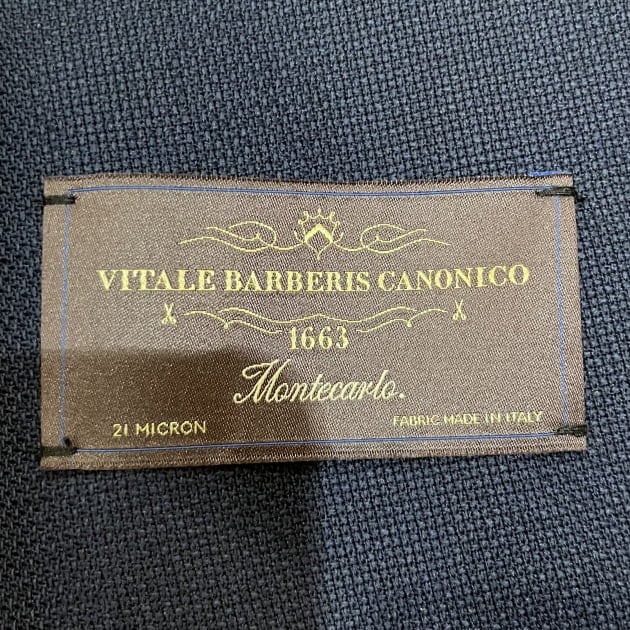 VITALE BARBERIS CANONICO
1663
Montecarlo.
21 MICRON
FABRIC MADE IN ITALY